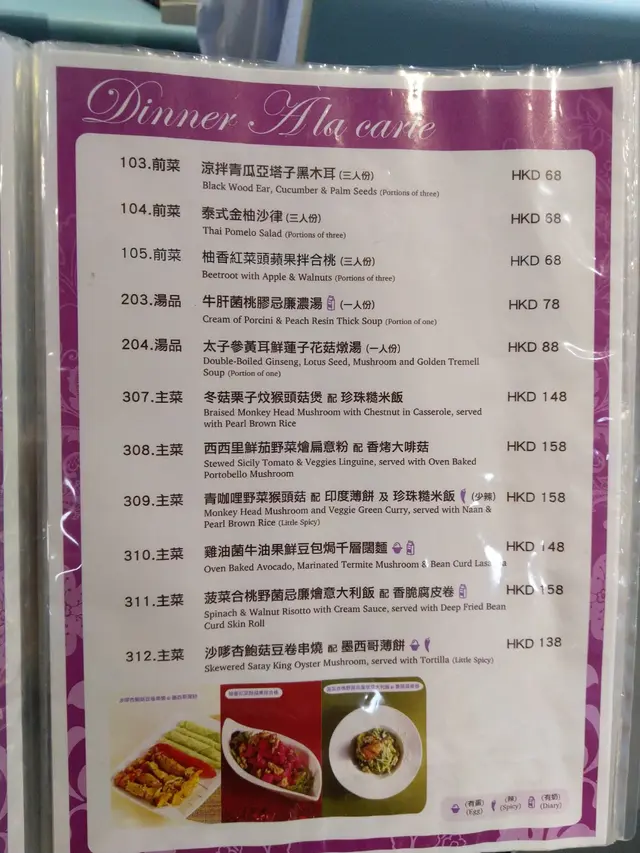 Dinner A la carte
103.前菜 涼拌青瓜亞塔子黑木耳 (三人份) HKD 68
Black Wood Ear, Cucumber & Palm Seeds (Portions of three)
104.前菜 泰式金柚沙律 (三人份) HKD 68
Thai Pomelo Salad (Portions of three)
105.前菜 柚香紅菜頭蘋果拌合桃 (三人份) HKD 68
Beetroot with Apple & Walnuts (Portions of three)
203.湯品 牛肝菌桃膠忌廉濃湯 (一人份) HKD 78
Cream of Porcini & Peach Resin Thick Soup (Portion of one)
204.湯品 太子參黃耳鮮蓮子花菇燉湯 (一人份) HKD 88
Double-Boiled Ginseng, Lotus Seed, Mushroom and Golden Tremell
Soup (Portion of one)
307.主菜 冬菇栗子炆猴頭菇煲 配 珍珠糙米飯 HKD 148
Braised Monkey Head Mushroom with Chestnut in Casserole, served
with Pearl Brown Rice
308.主菜 西西里鮮茄野菜燴扁意粉 配 香烤大啡菇 HKD 158
Stewed Sicily Tomato & Veggies Linguine, served with Oven Baked
Portobello Mushroom
309.主菜 青咖哩野菜猴頭菇 配 印度薄餅 及 珍珠糙米飯 (少辣) HKD 158
Monkey Head Mushroom and Veggie Green Curry, served with Naan &
Pearl Brown Rice (Little Spicy)
310.主菜 雞油菌牛油果鮮豆包焗千層闊麵 HKD 148
Oven Baked Avocado, Marinated Termite Mushroom & Bean Curd Lasagna
311.主菜 菠菜合桃野菌忌廉燴意大利飯 配 香脆腐皮卷 HKD 158
Spinach & Walnut Risotto with Cream Sauce, served with Deep Fried Bean
Curd Skin Roll
312.主菜 沙嗲杏鮑菇豆卷串燒 配 墨西哥薄餅 HKD 138
Skewered Saray King Oyster Mushroom, served with Tortilla (Little Spicy)
(有蛋) (辣) (有奶)
(Egg) (Spicy) (Diary)